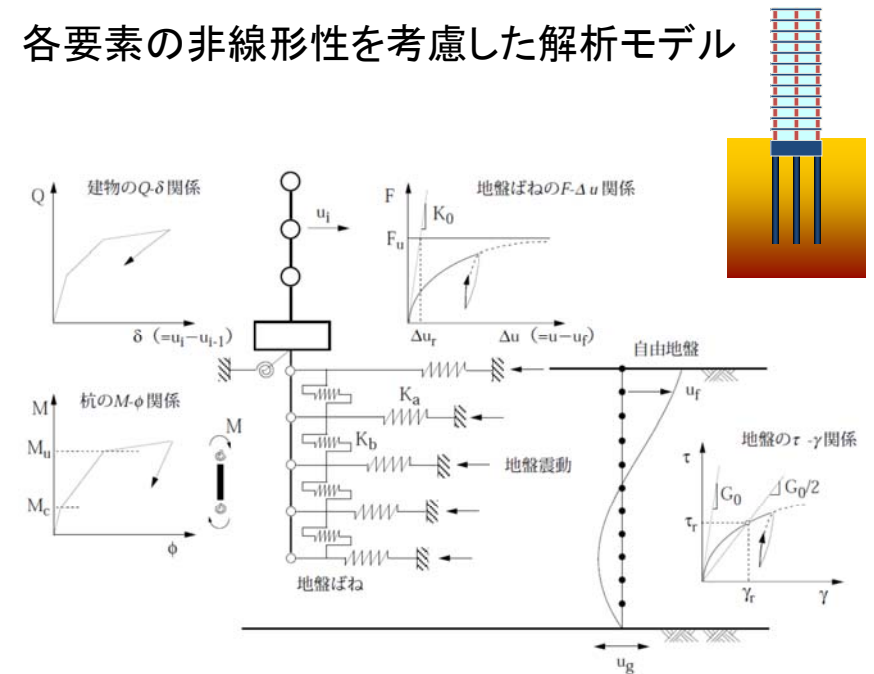 各要素の非線形性を考慮した解析モデル
建物のQ-δ関係
Q
δ (=ui−ui-1)
ui
地盤ばねのF-Δu関係
F
K0
Fu
Δur
Δu (=u−uf)
杭のM-φ関係
M
Mu
Mc
φ
M
Ka
Kb
地盤震動
地盤ばね
自由地盤
uf
地盤のτ-γ関係
τ
G0
G0/2
τr
γr
γ
ug